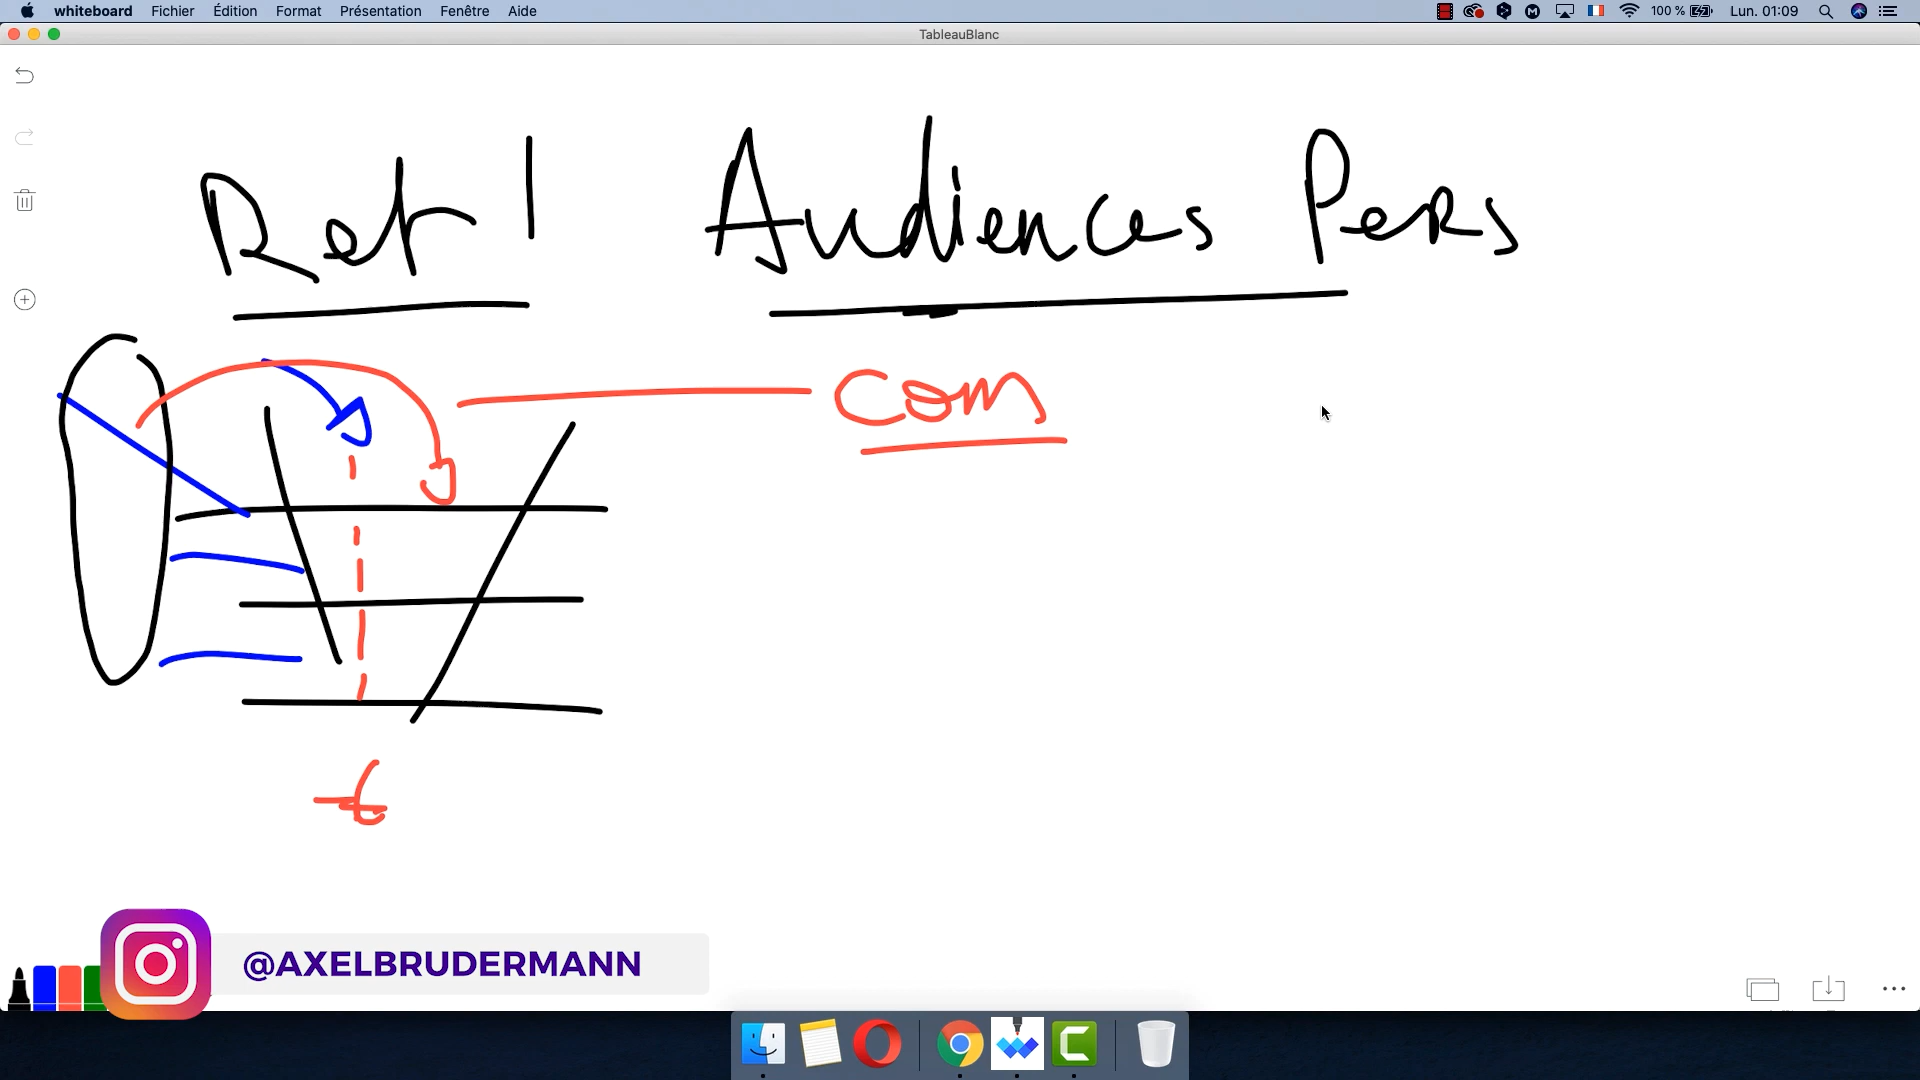 whiteboard Fichier Édition Format Présentation Fenêtre Aide 100 % Lun. 01:09
TableauBlanc
Ret Audiences Pers
Com
@AXELBRUDERMANN